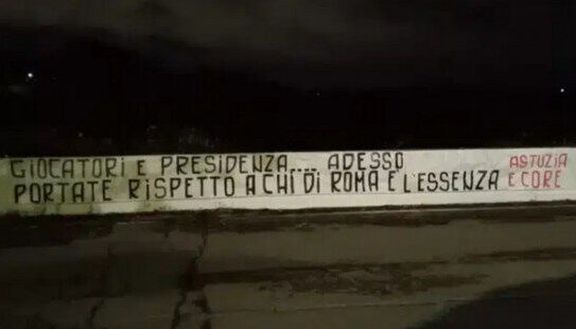 GIOCATORI E PRESIDENZA.... ADESSO
PORTATE RISPETTO A CHI DI ROMA E L'ESSENZA
ASTUZIA
E CORE